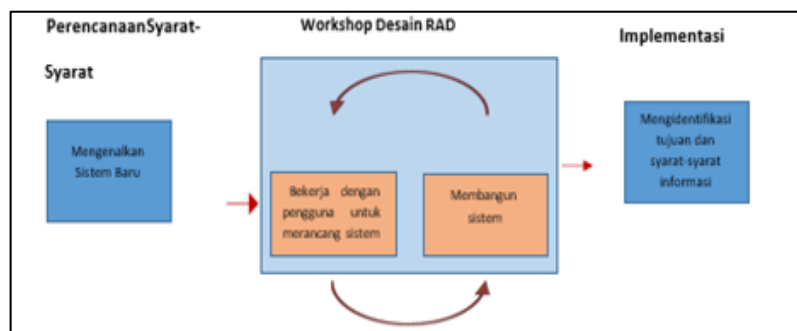 PerencanaanSyarat-
Syarat
Workshop Desain RAD
Implementasi
Mengenalkan
Sistem Baru
Bekerja dengan
pengguna untuk
merancang sistem
Membangun
sistem
Mengidentifikasi
tujuan dan
syarat-syarat
informasi